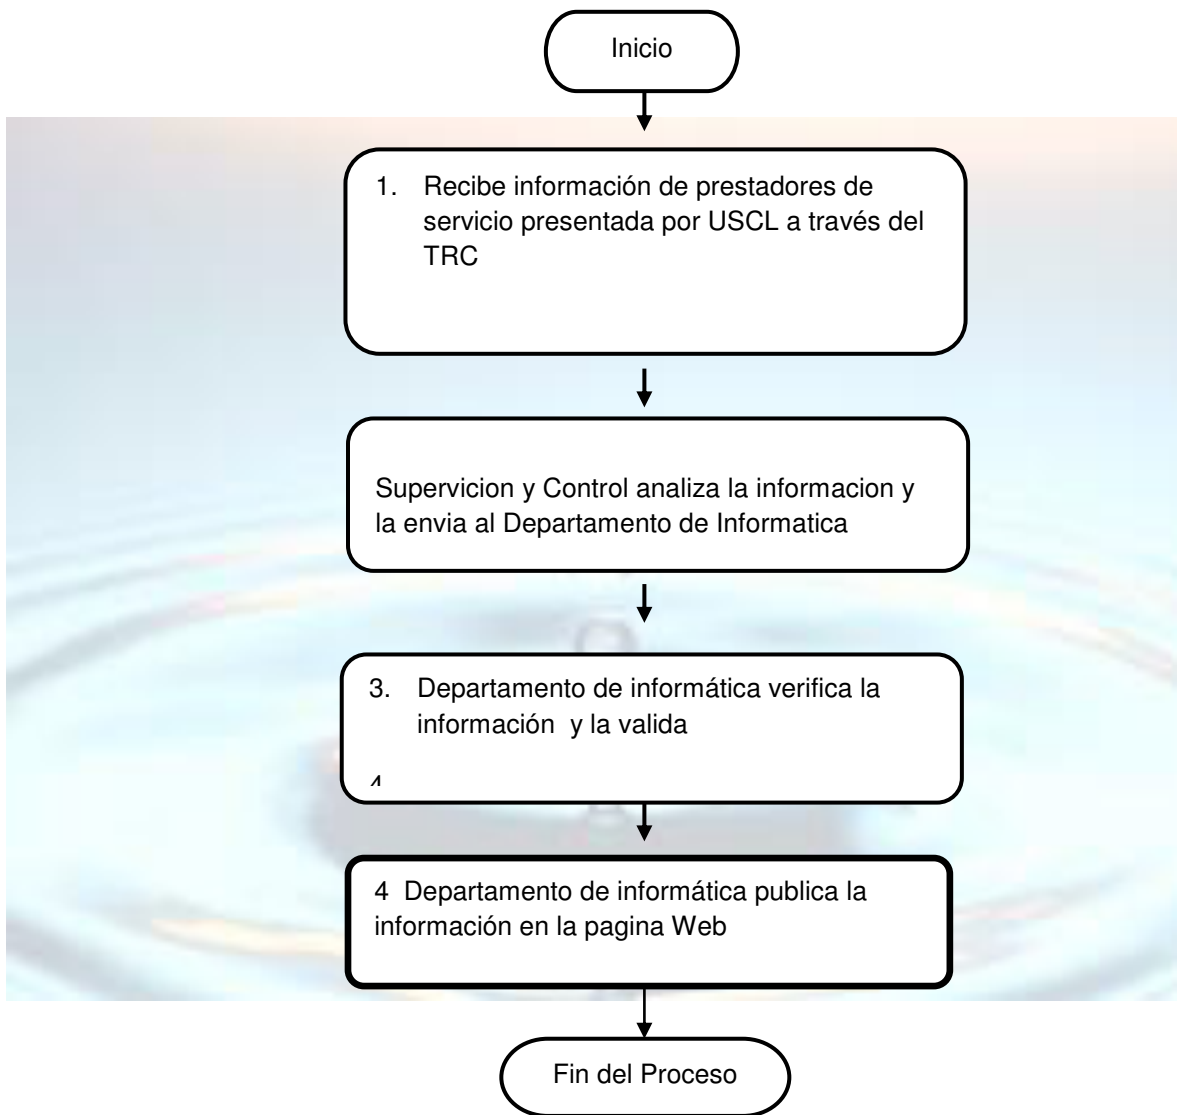 Inicio
1. Recibe información de prestadores de
servicio presentada por USCL a través del
TRC
Supervicion y Control analiza la informacion y
la envia al Departamento de Informatica
3. Departamento de informática verifica la
información y la valida
4
4 Departamento de informática publica la
información en la pagina Web
Fin del Proceso